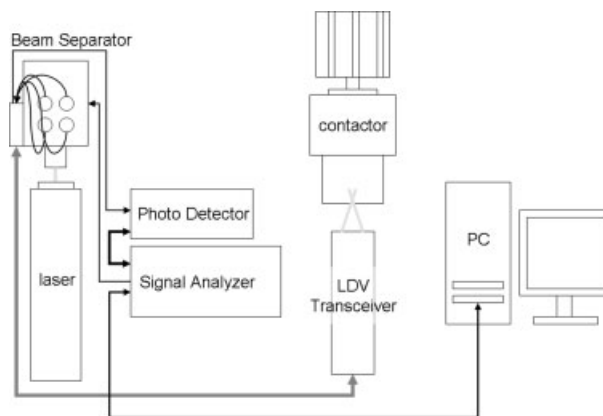 Beam Separator
contactor
Photo Detector
PC
laser
Signal Analyzer
LDV
Transceiver